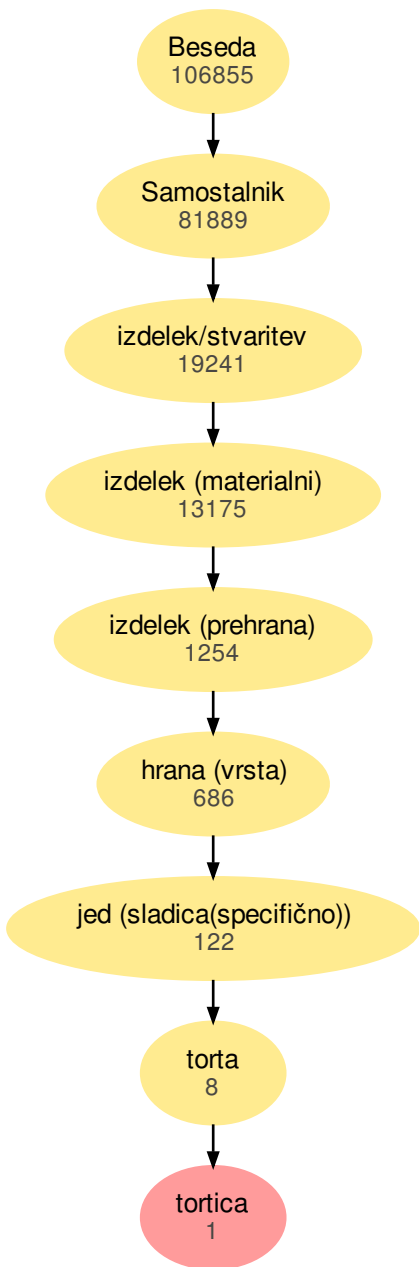 Beseda
106855
Samostalnik
81889
izdelek/stvaritev
19241
izdelek (materialni)
13175
izdelek (prehrana)
1254
hrana (vrsta)
686
jed (sladica(specifično))
122
torta
8
tortica
1